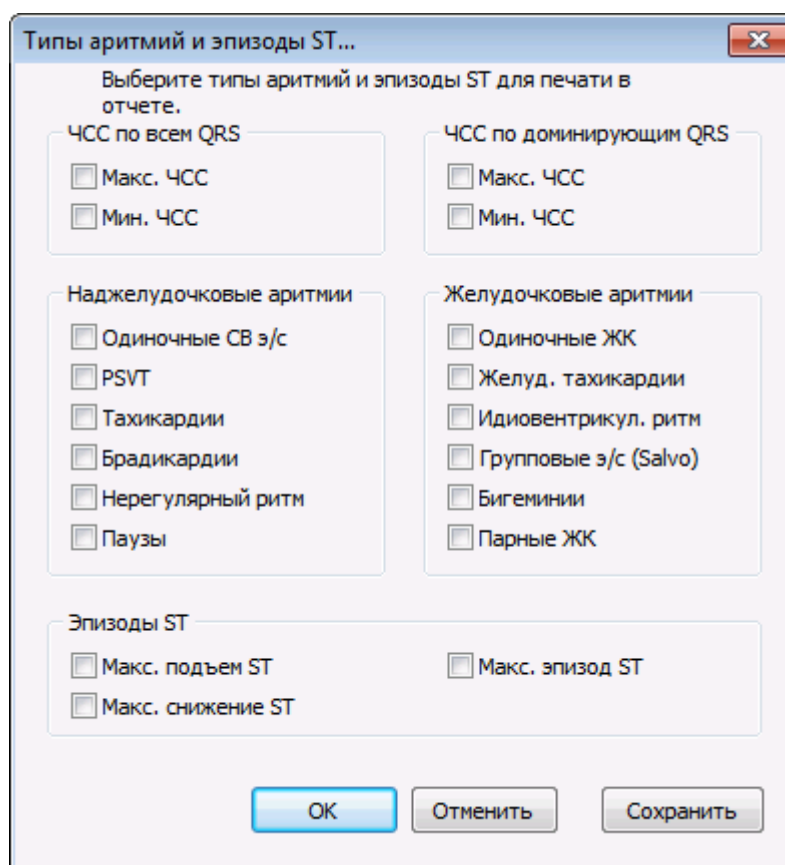 Типы аритмий и эпизоды ST...
Выберите типы аритмий и эпизоды ST для печати в
отчете.
ЧСС по всем QRS
Макс. ЧСС
Мин. ЧСС
ЧСС по доминирующим QRS
Макс. ЧСС
Мин. ЧСС
Наджелудочковые аритмии
Одиночные СВ э/с
PSVT
Тахикардии
Брадикардии
Нерегулярный ритм
Паузы
Желудочковые аритмии
Одиночные ЖК
Желуд. тахикардии
Идиовентрикул. ритм
Групповые э/с (Salvo)
Бигеминии
Парные ЖК
Эпизоды ST
Макс. подъем ST
Макс. снижение ST
Макс. эпизод ST
OK
Отменить
Сохранить